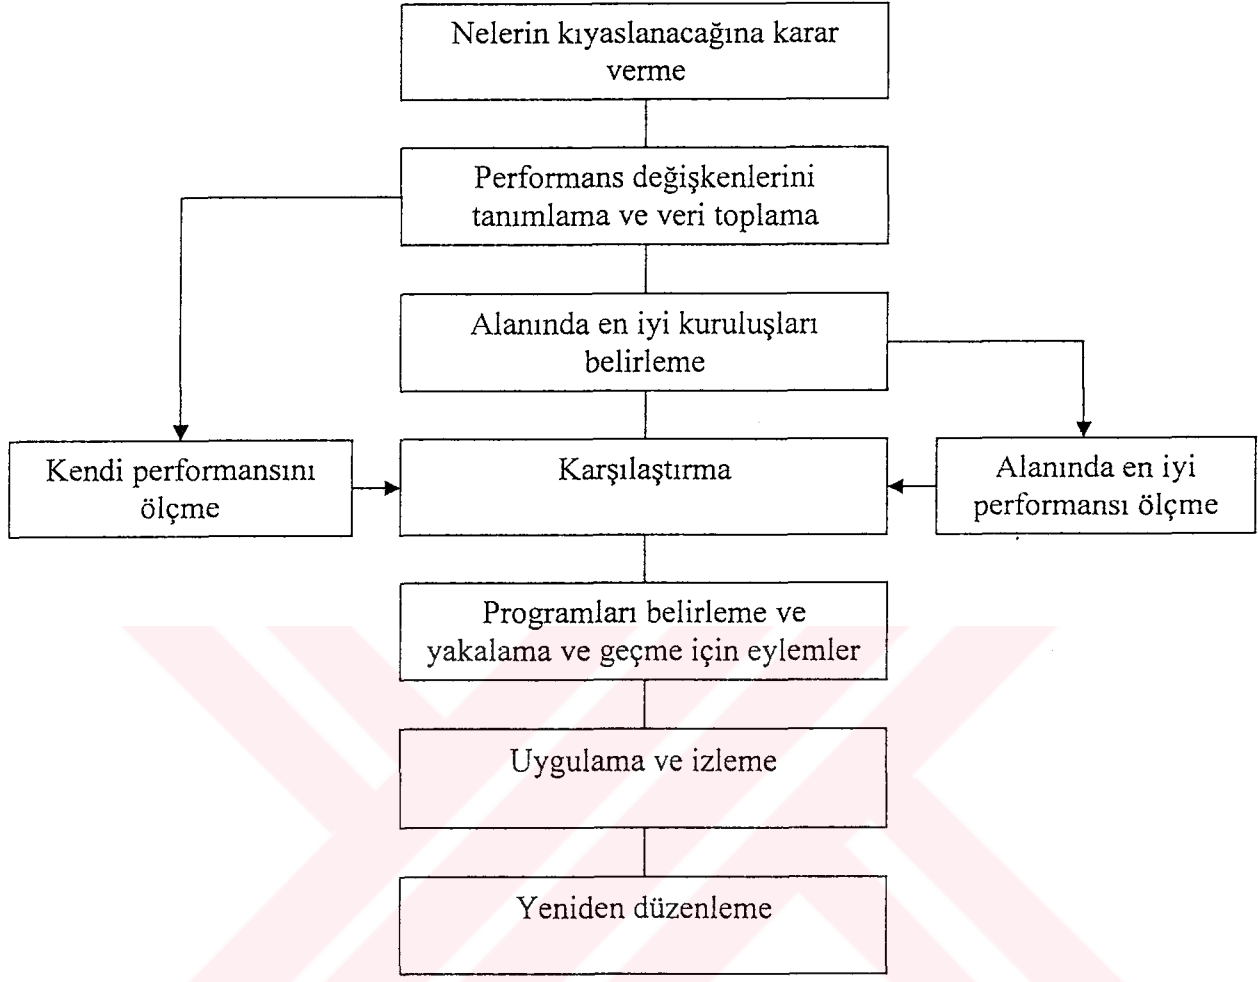 Nelerin kıyaslanacağına karar
verme
Performans değişkenlerini
tanımlama ve veri toplama
Alanında en iyi kuruluşları
belirleme
Kendi performansını
ölçme
Karşılaştırma
Alanında en iyi
performansı ölçme
Programları belirleme ve
yakalama ve geçme için eylemler
Uygulama ve izleme
Yeniden düzenleme